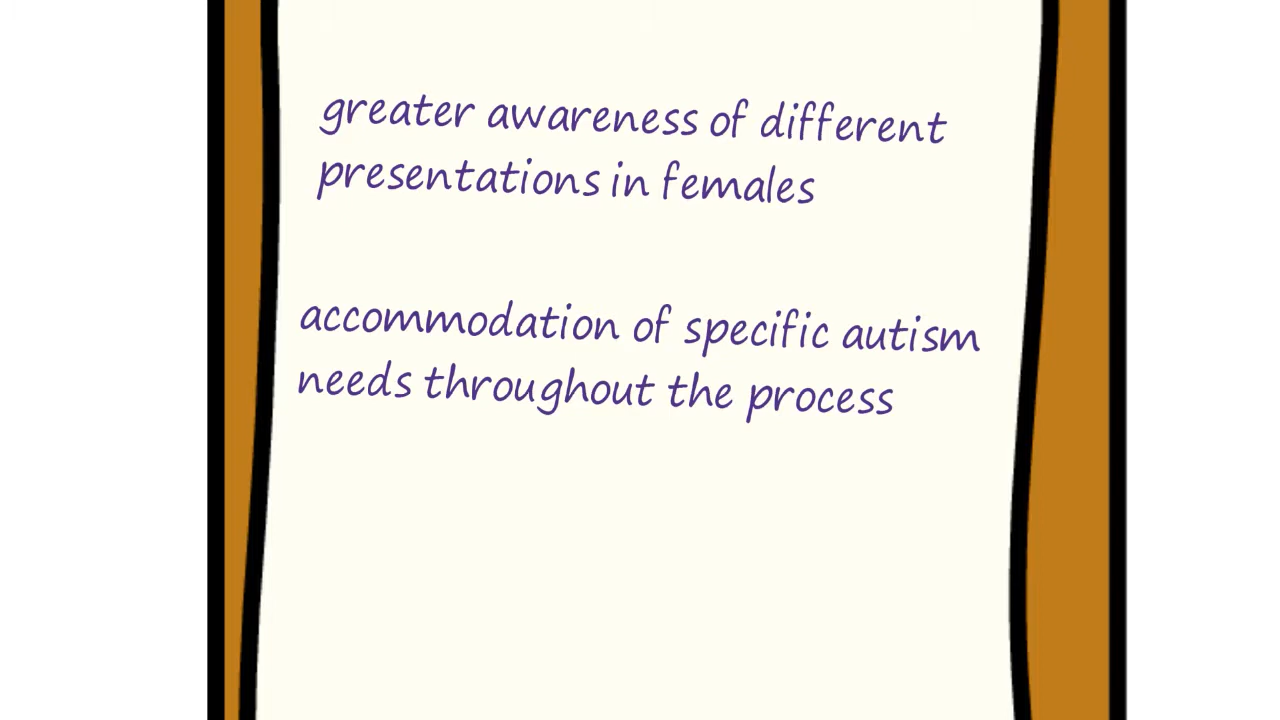 greater awareness of different
presentations in females
accommodation of specific autism
needs throughout the process